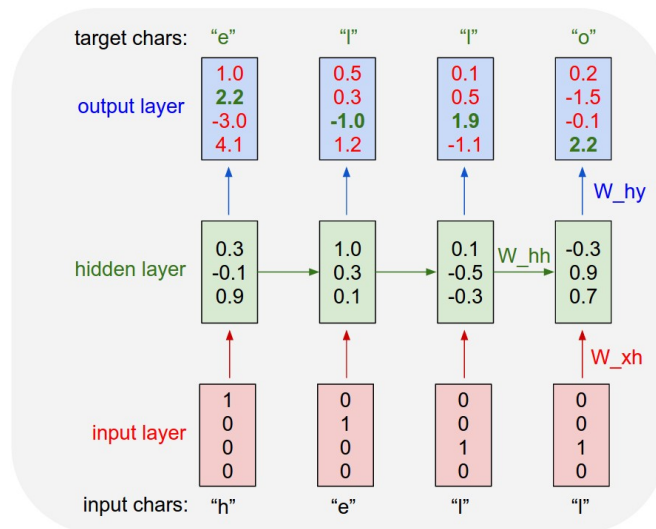 target chars: “e” “l” “l” “o”
output layer
1.0 0.5 0.1 0.2
2.2 0.3 0.5 -1.5
-3.0 -1.0 1.9 -0.1
4.1 1.2 -1.1 2.2
W_hy
hidden layer
0.3 1.0 0.1 -0.3
-0.1 0.3 -0.5 0.9
0.9 0.1 -0.3 0.7
W_hh
W_xh
input layer
1 0 0 0
0 1 0 0
0 0 1 1
0 0 0 0
input chars: “h” “e” “l” “l”